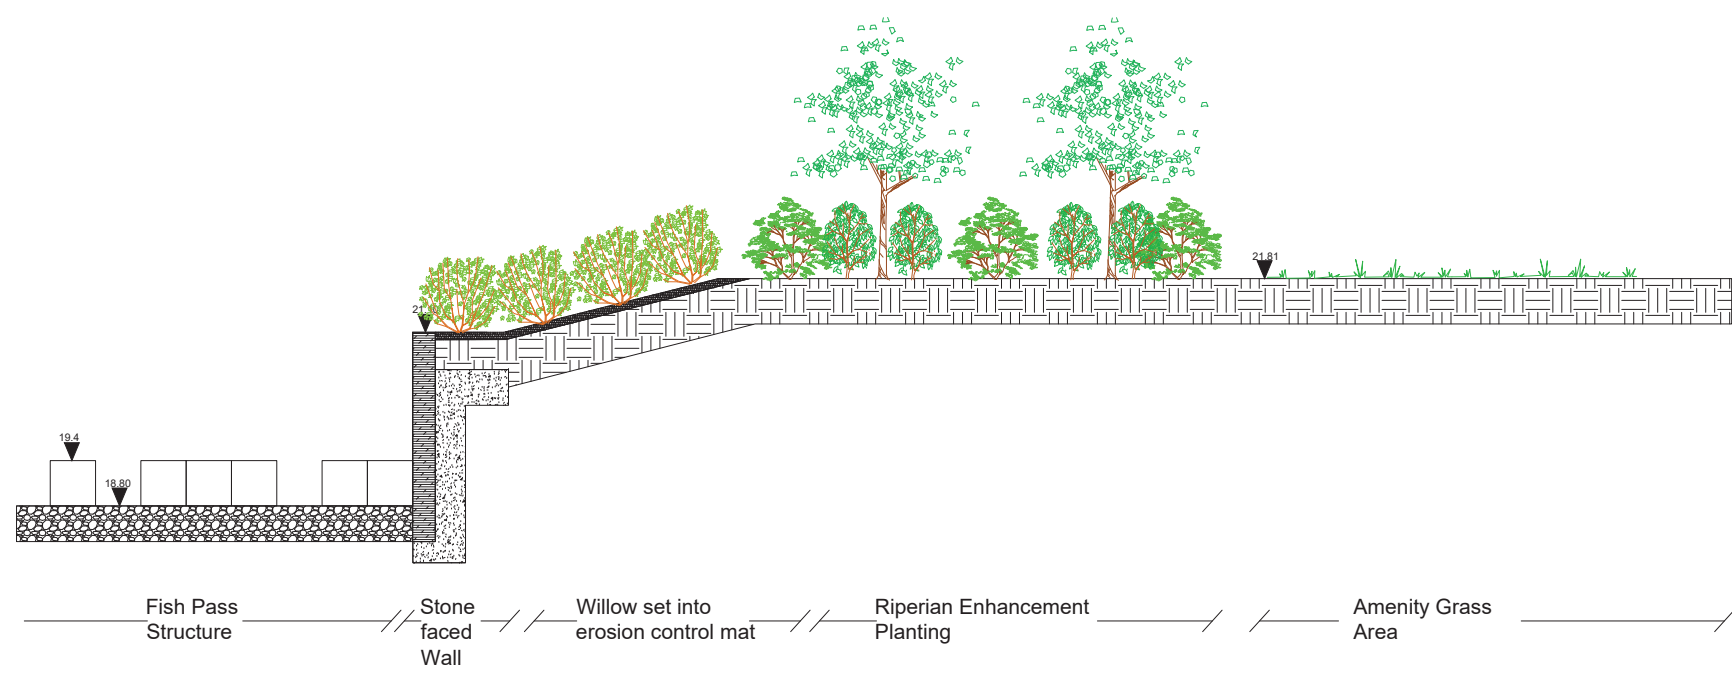 21.81
19.4
18.80
Fish Pass
Structure
Stone
faced
Wall
Willow set into
erosion control mat
Riperian Enhancement
Planting
Amenity Grass
Area